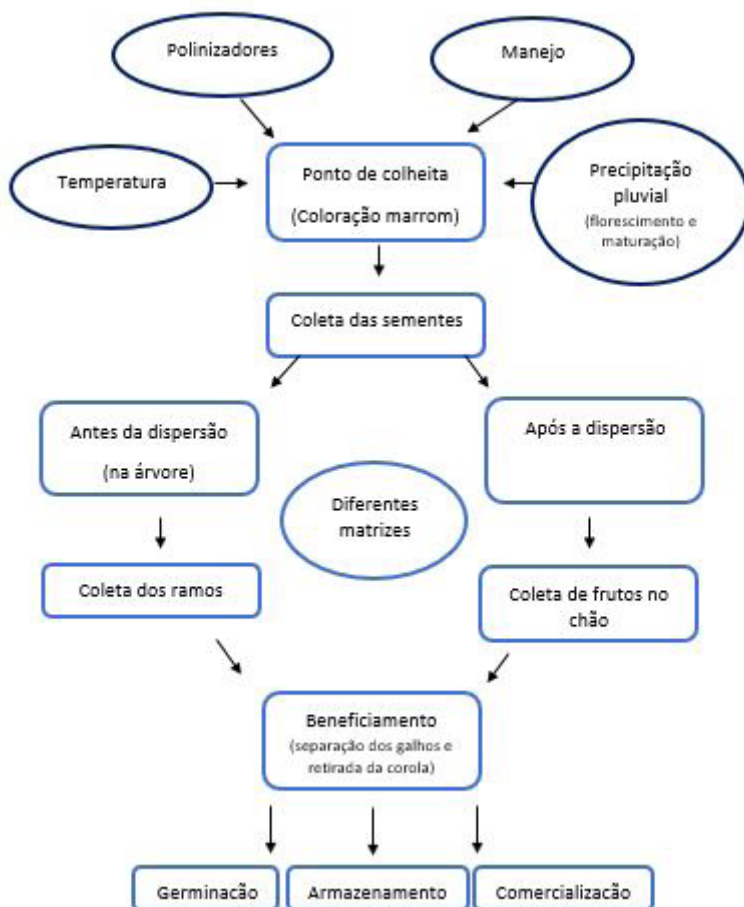 Polinizadores
Manejo
Temperatura
Ponto de colheita
(Coloração marrom)
Precipitação
pluvial
(florescimento e
maturação)
Coleta das sementes
Antes da dispersão
(na árvore)
Após a dispersão
Diferentes
matrizes
Coleta dos ramos
Coleta de frutos no
chão
Beneficiamento
(separação dos galhos e
retirada da corola)
Germinação
Armazenamento
Comercialização